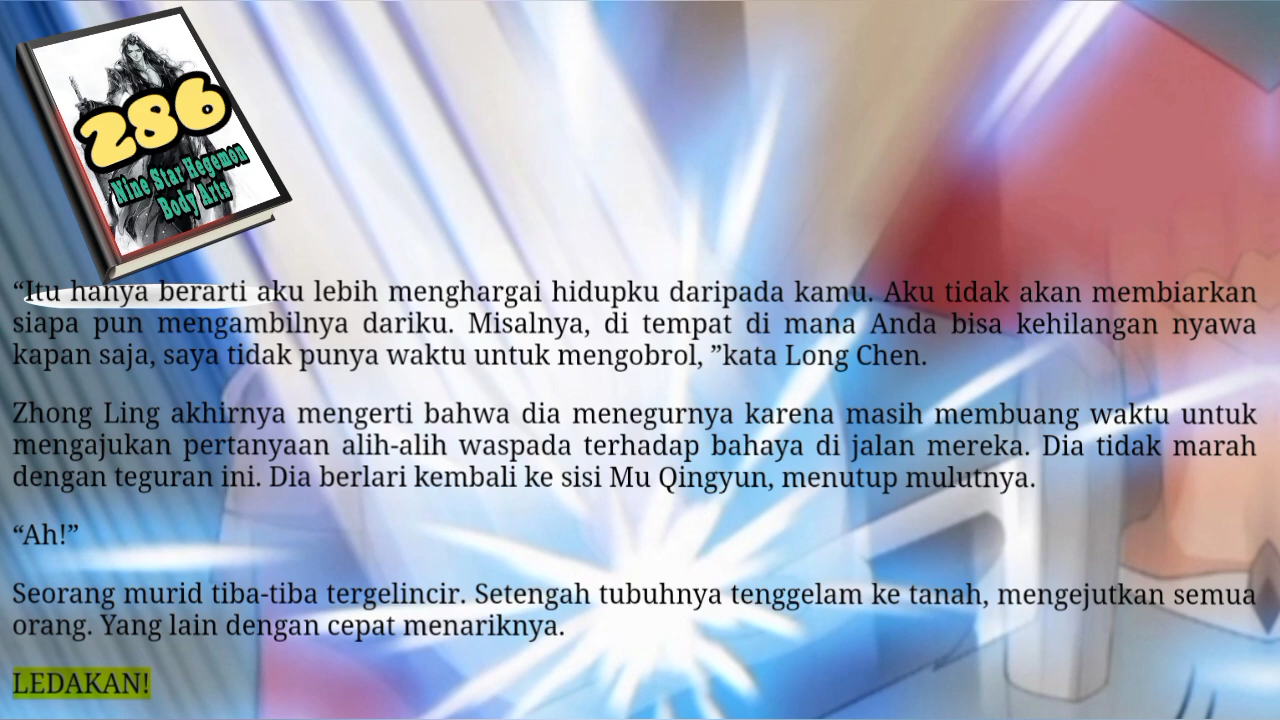 286
Nine Star Hegemon
Body Arts
“Itu hanya berarti aku lebih menghargai hidupku daripada kamu. Aku tidak akan membiarkan
siapa pun mengambilnya dariku. Misalnya, di tempat di mana Anda bisa kehilangan nyawa
kapan saja, saya tidak punya waktu untuk mengobrol, ”kata Long Chen.
Zhong Ling akhirnya mengerti bahwa dia menegurnya karena masih membuang waktu untuk
mengajukan pertanyaan alih-alih waspada terhadap bahaya di jalan mereka. Dia tidak marah
dengan teguran ini. Dia berlari kembali ke sisi Mu Qingyun, menutup mulutnya.
“Ah!”
Seorang murid tiba-tiba tergelincir. Setengah tubuhnya tenggelam ke tanah, mengejutkan semua
orang. Yang lain dengan cepat menariknya.
LEDAKAN!